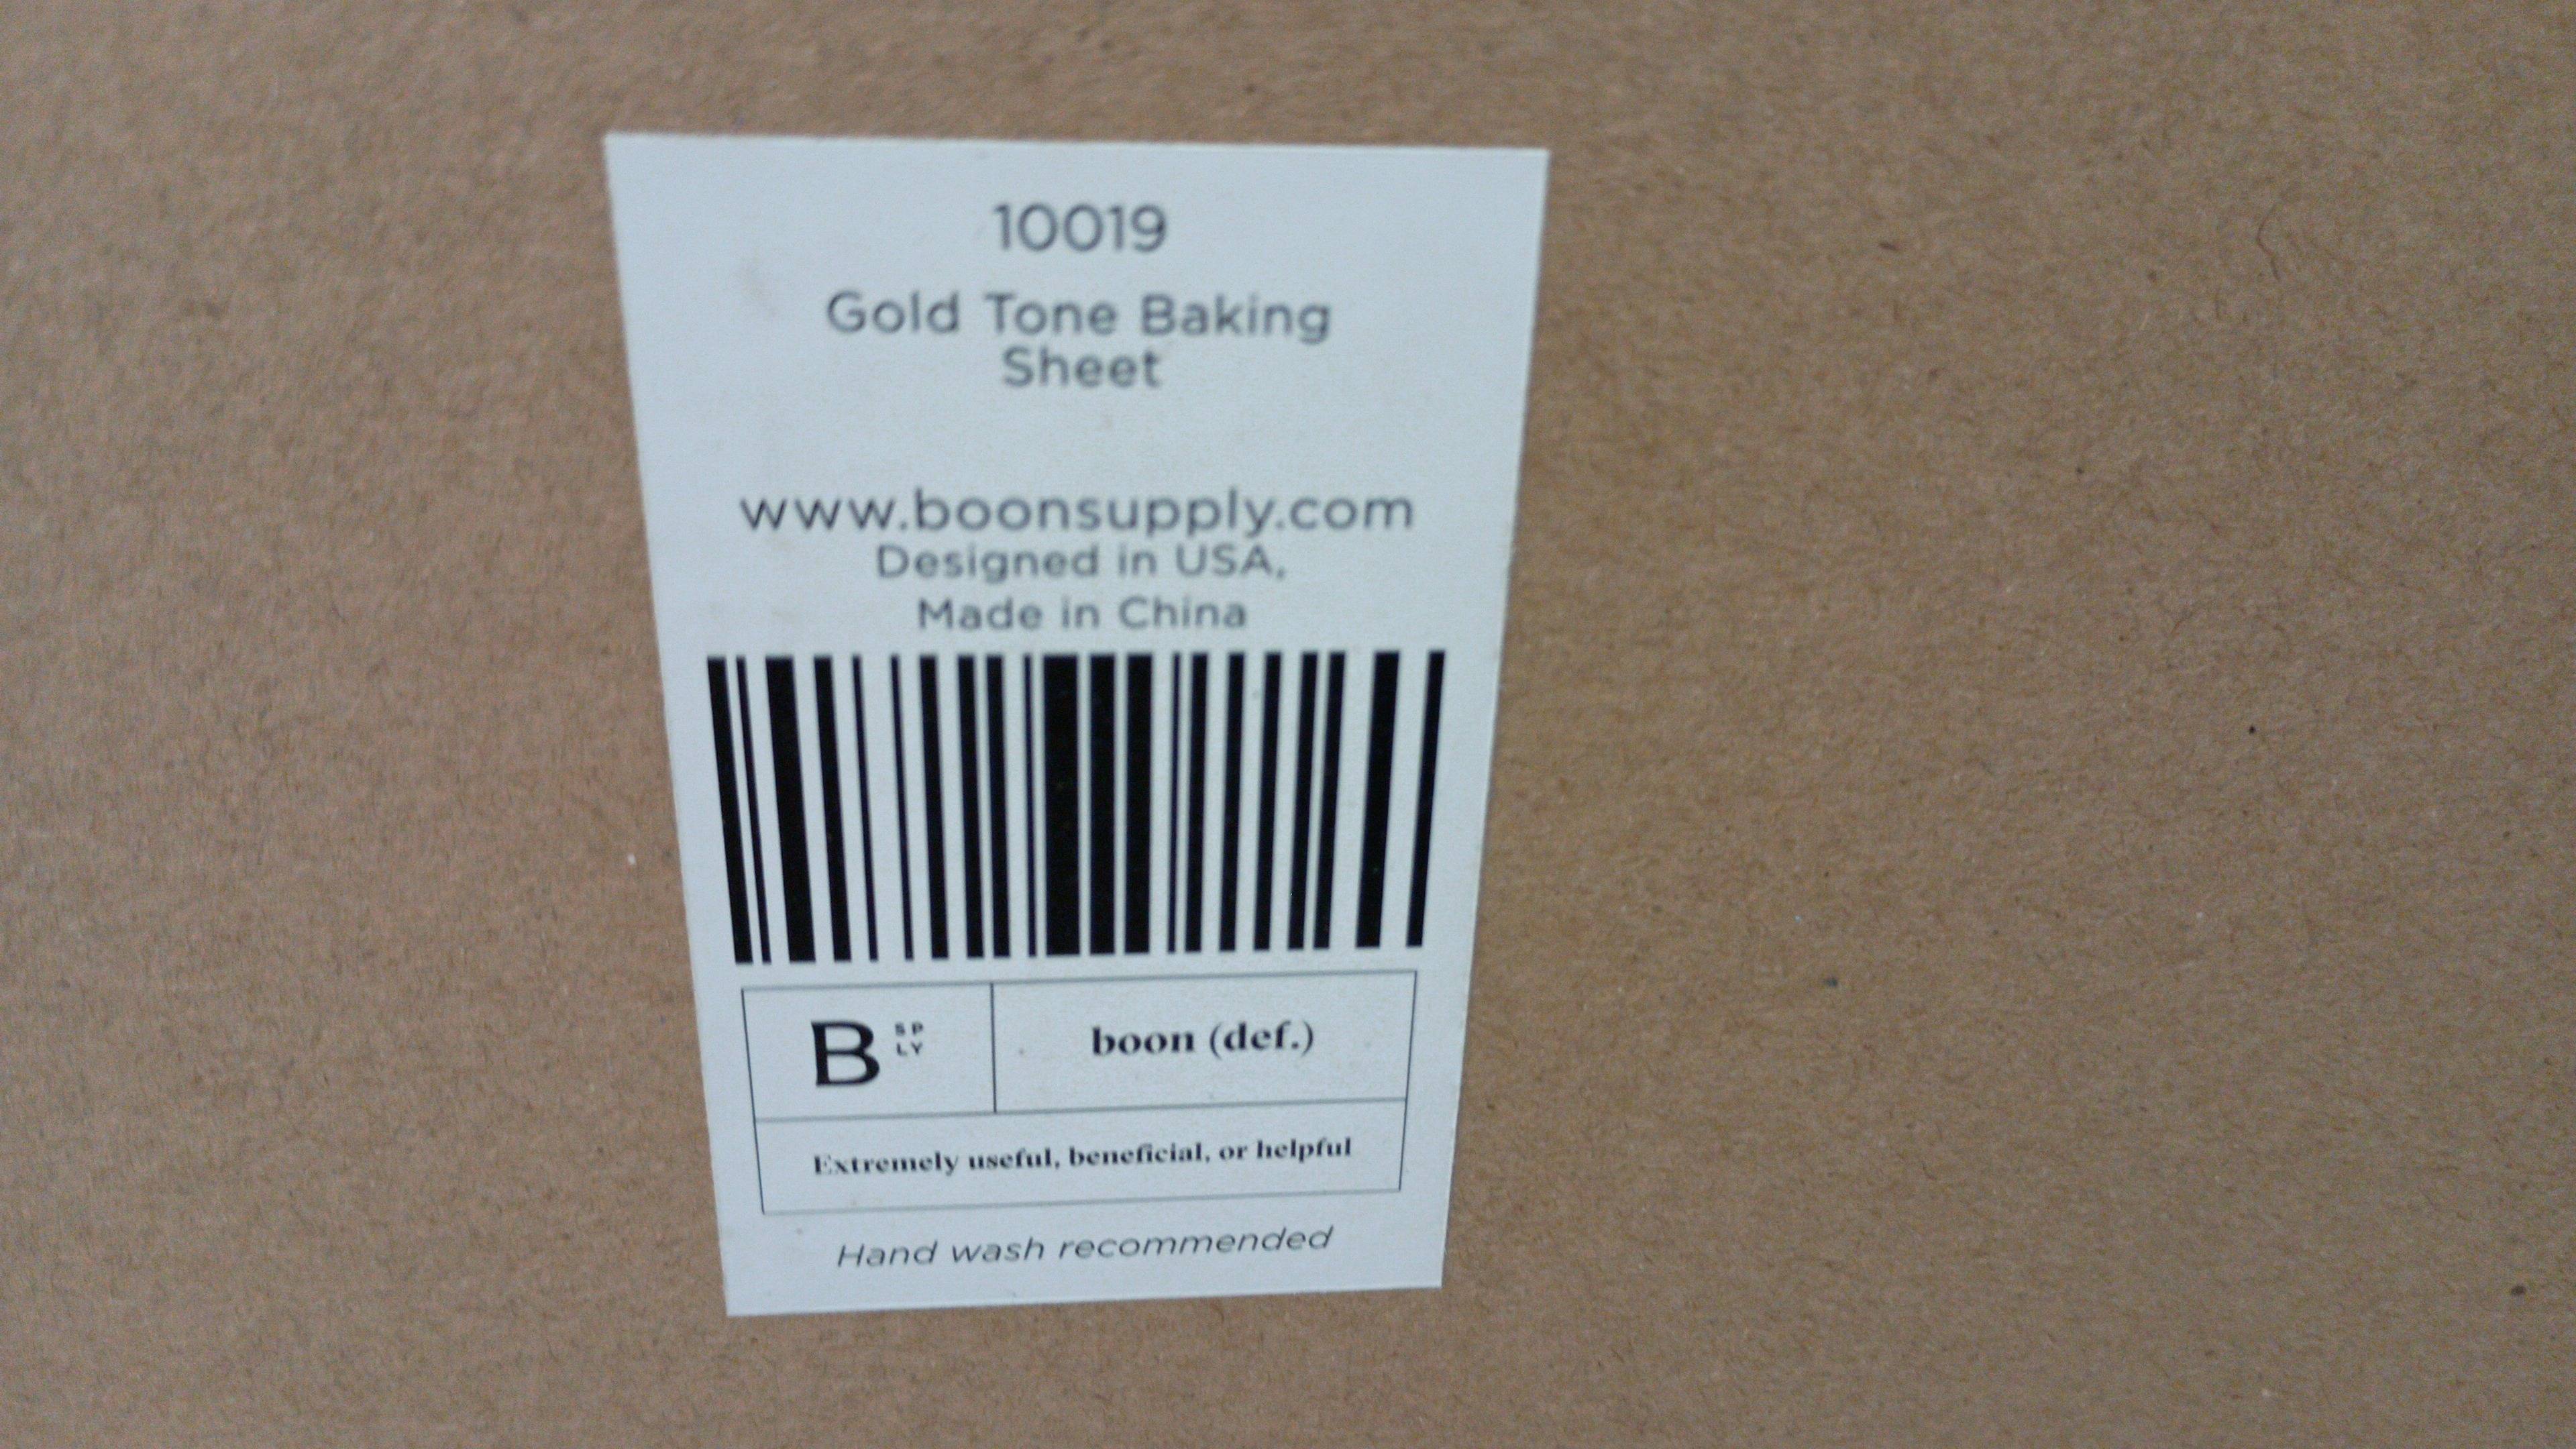 10019
Gold Tone Baking
Sheet
www.boonsupply.com
Designed in USA,
Made in China
B SP
LY
boon (def.)
Extremely useful, beneficial, or helpful
Hand wash recommended